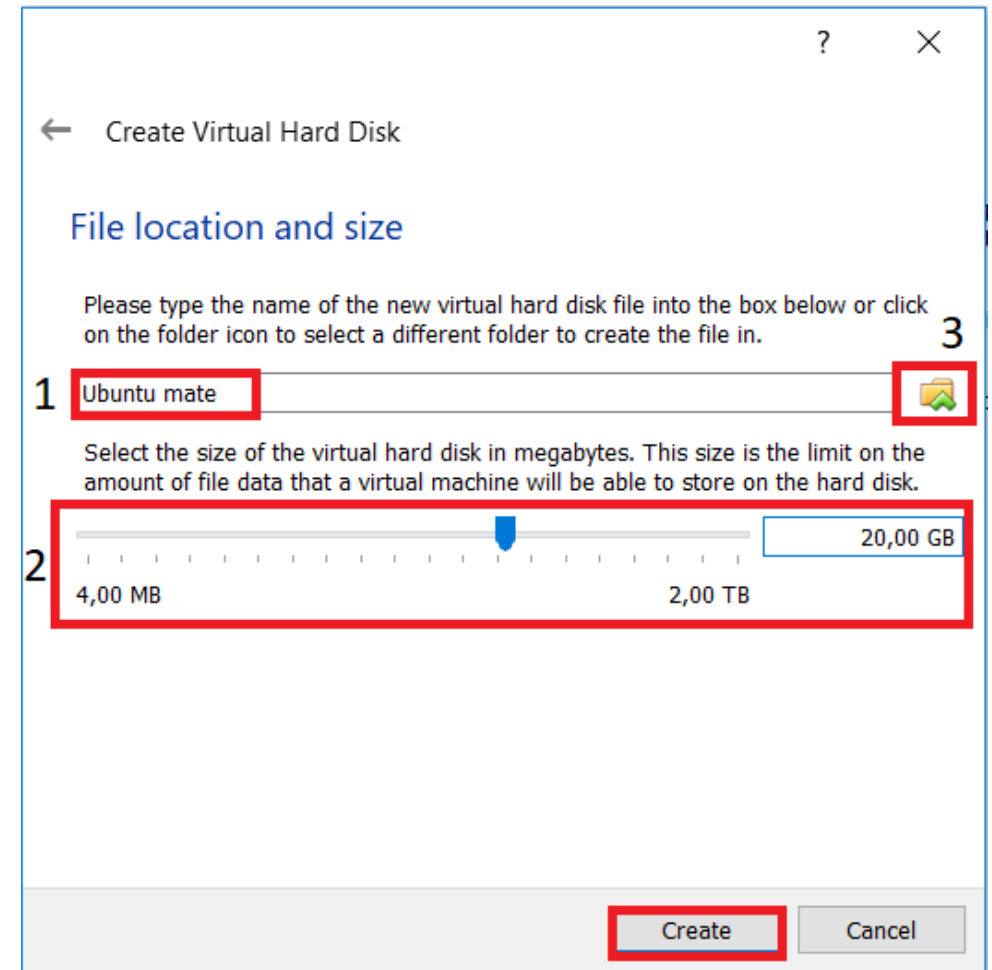 ?
Create Virtual Hard Disk
File location and size
Please type the name of the new virtual hard disk file into the box below or click
on the folder icon to select a different folder to create the file in.
3
1
Ubuntu mate
Select the size of the virtual hard disk in megabytes. This size is the limit on the
amount of file data that a virtual machine will be able to store on the hard disk.
2
20,00 GB
4,00 MB
2,00 TB
Create
Cancel